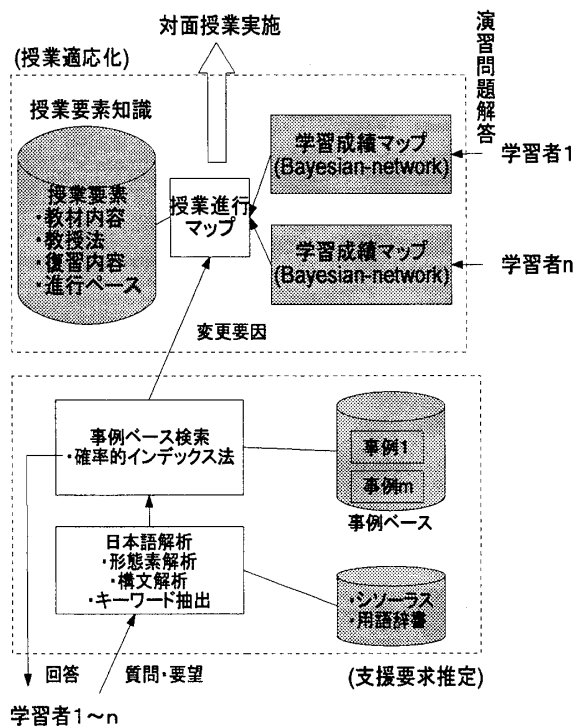 対面授業実施
(授業適応化)
演習問題解答
授業要素知識
学習成績マップ
(Bayesian-network)
学習者1
授業要素
・教材内容
・教授法
・復習内容
・進行ペース
授業進行
マップ
学習成績マップ
(Bayesian-network)
学習者n
変更要因
事例ベース検索
・確率的インデックス法
事例1
事例m
事例ベース
日本語解析
・形態素解析
・構文解析
・キーワード抽出
・シソーラス
・用語辞書
回答
質問・要望
(支援要求推定)
学習者1~n